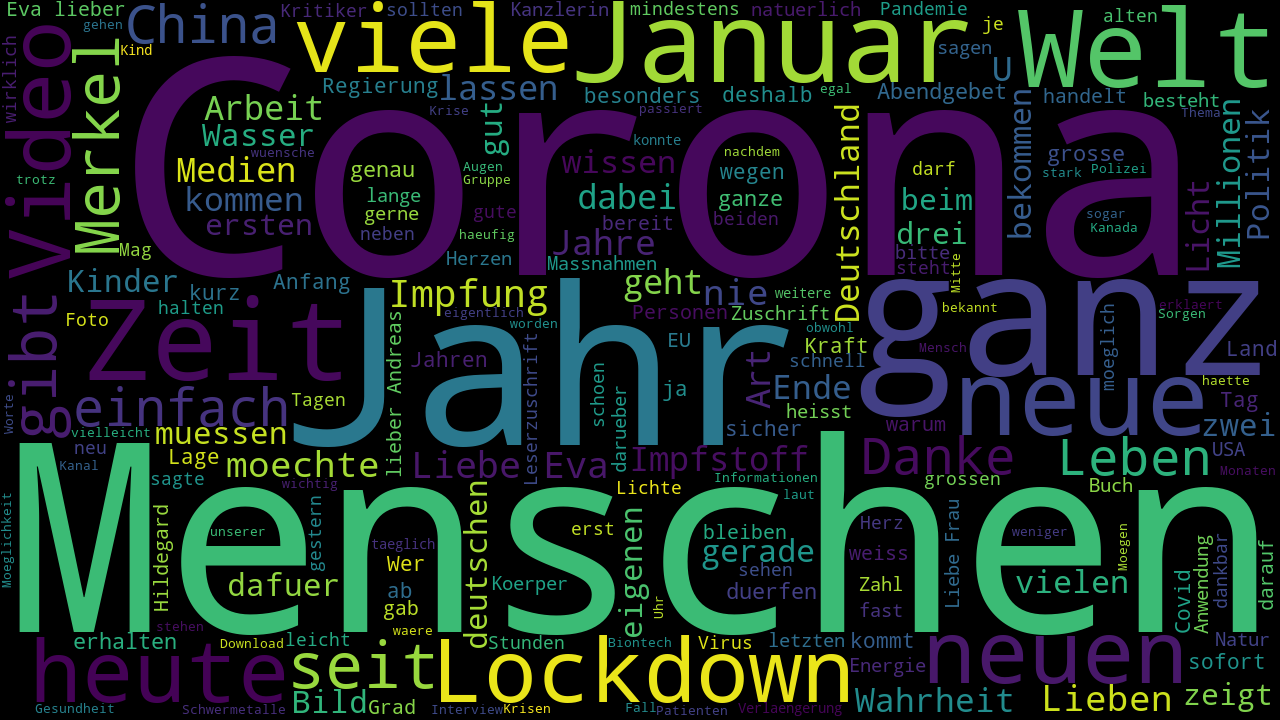 Eva lieber
gehen
Kind
China
Kritiker
sollten
Kanzlerin
mindestens
natuerlich
Pandemie
je
alten
viele
Januar
Welt
sagen
U
wirklich
Video
Merkel
Regierung
lassen
besonders
deshalb
egal
Abendgebet
handelt
besteht
Thema
Arbeit
Krise
passiert
Wasser
wuensche
gut
konnte
Corona
Deutschland
bekommen
Millionen
Politik
trotz
Medien
genau
Augen
Gruppe
wissen
nachdem
wegen
darf
grosse
stark
Polizei
kommen
lange
gerne
dabei
ganze
beim
Licht
ersten
gute
bereit
beiden
sogar
Kanada
neben
haeufig
Jahre
drei
Mag
Herzen
Massnahmen
bitte
steht
Mitte
Kinder
kurz
Anfang
Impfung
geht
nie
weitere
ganz
gibt
Zeit
halten
eigentlich
Personen
Zuschrift
bekannt
erklaert
Sorgen
Foto
worden
obwohl
Jahr
lieber Andreas
EU
Kraft
Mensch
moeglich
Land
Jahren
Leserzuschrift
Art
schnell
schoen
ja
Ende
neue
haette
Tag
Worte
einfach
Tagen
darueber
heisst
zwei
vielleicht
muessen
sicher
warum
neu
Lage
moechte
Liebe Eva
Impfstoff
Danke
Leben
USA
Kanal
sagte
wichtig
Informationen
grossen
Monaten
Buch
Moeglichkeit
Menschen
Lichte
laut
Hildegard
unserer
gestern
deutschen
erst
eigenen
bleiben
Herz
Liebe Frau
weniger
Moegen
taeglich
Wer
gerade
weiss
Covid
Anwendung
dankbar
darauf
dafuer
ab
Koerper
sehen
duerfen
Zahl
vielen
gab
Uhr
fast
stehen
waere
erhalten
Download
leicht
Stunden
Biontech
Virus
letzten
kommt
neuen
Natur
heute
seit
Lockdown
Energie
sofort
Bild
Grad
Wahrheit
Lieben
zeigt
Gesundheit
Schwermetalle
Interview
Krisen
Fall
Patienten
Verlaengerung